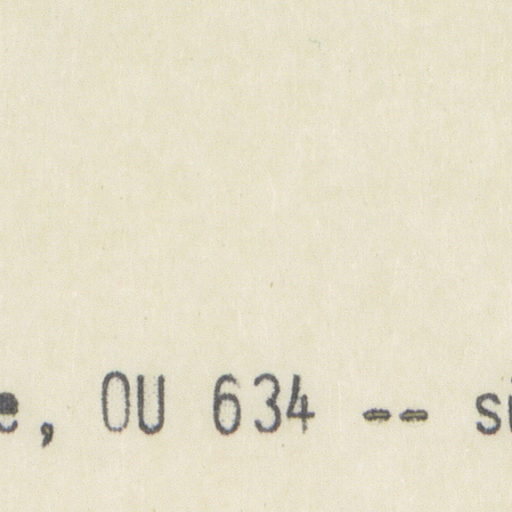 e, OU 634 -- s